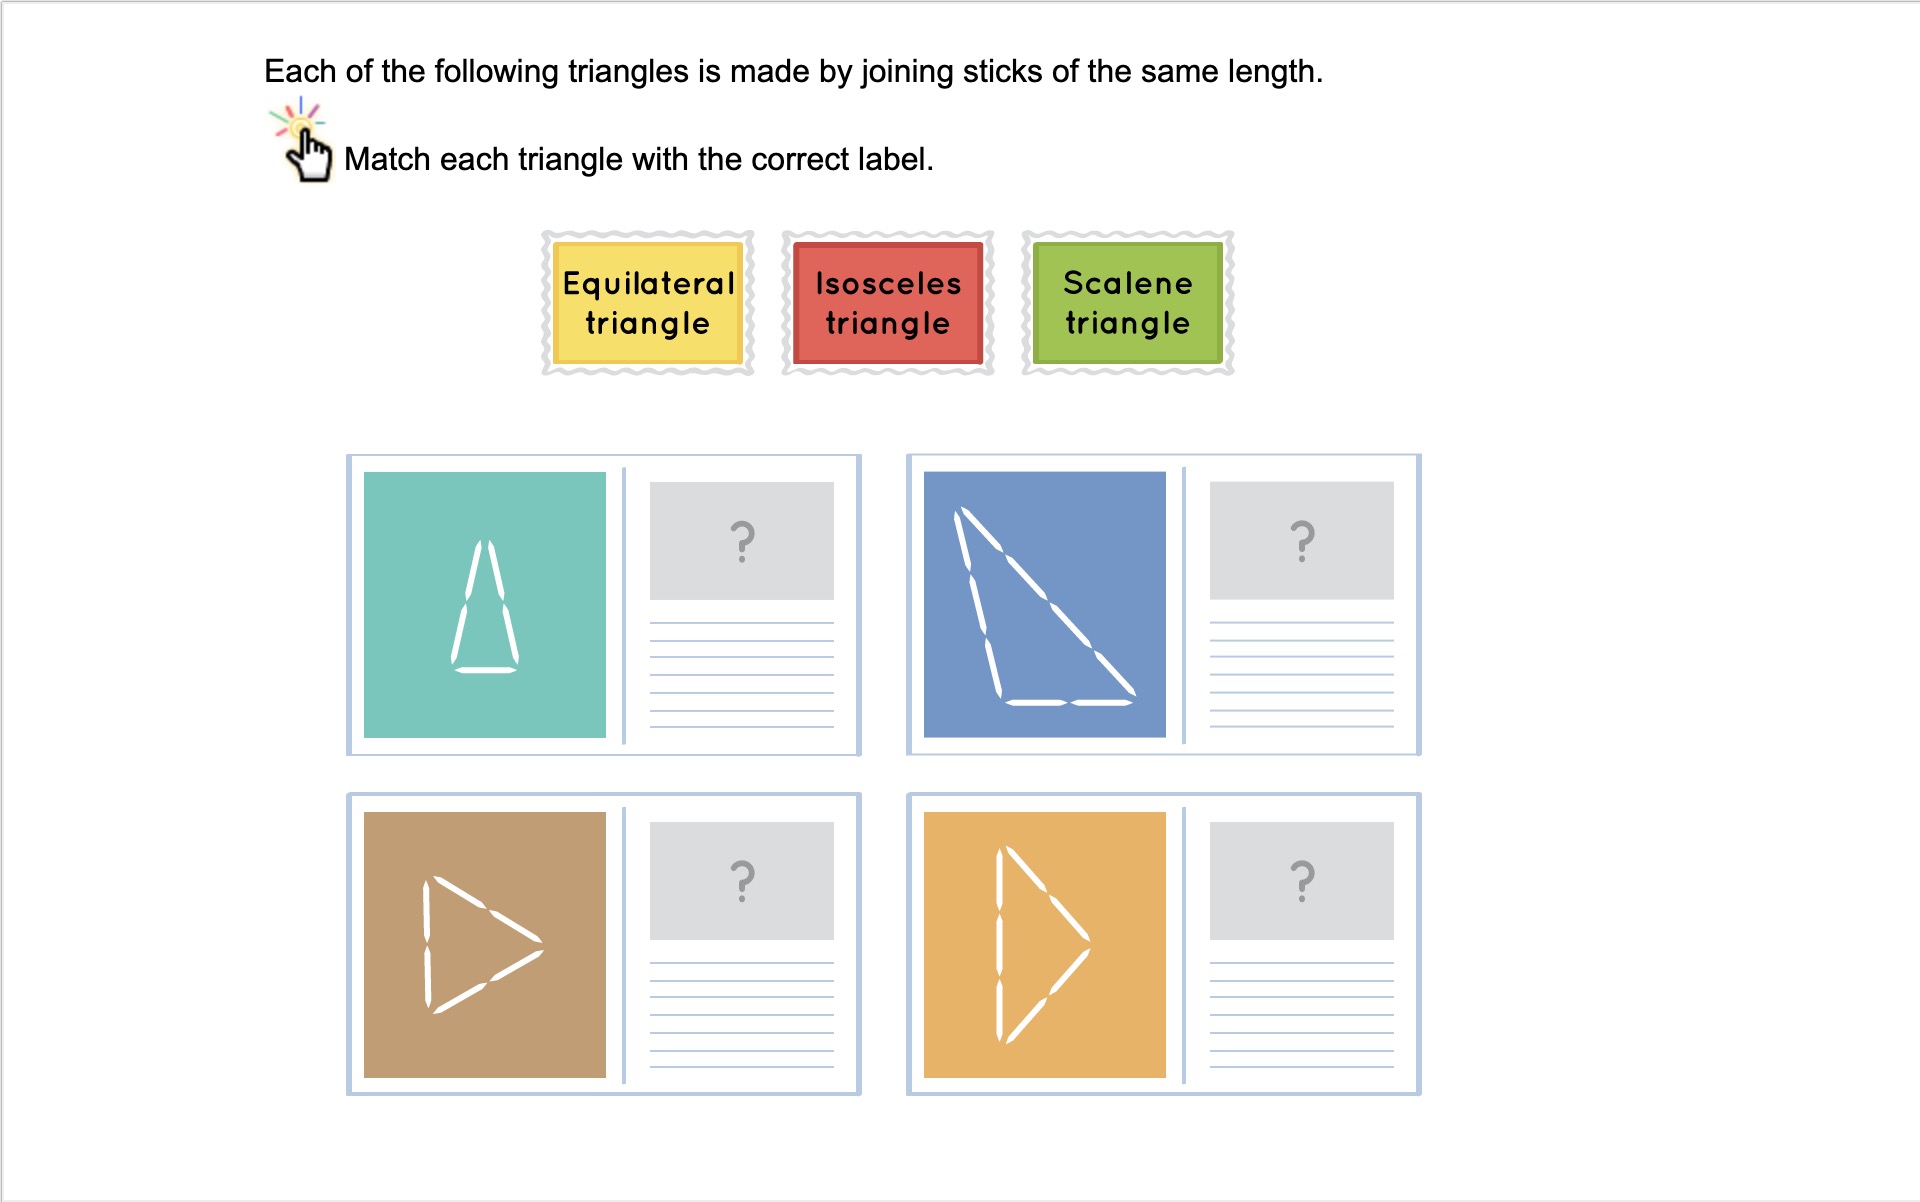 Each of the following triangles is made by joining sticks of the same length.
Match each triangle with the correct label.
Equilateral
triangle
Isosceles
triangle
Scalene
triangle
?
?
?
?